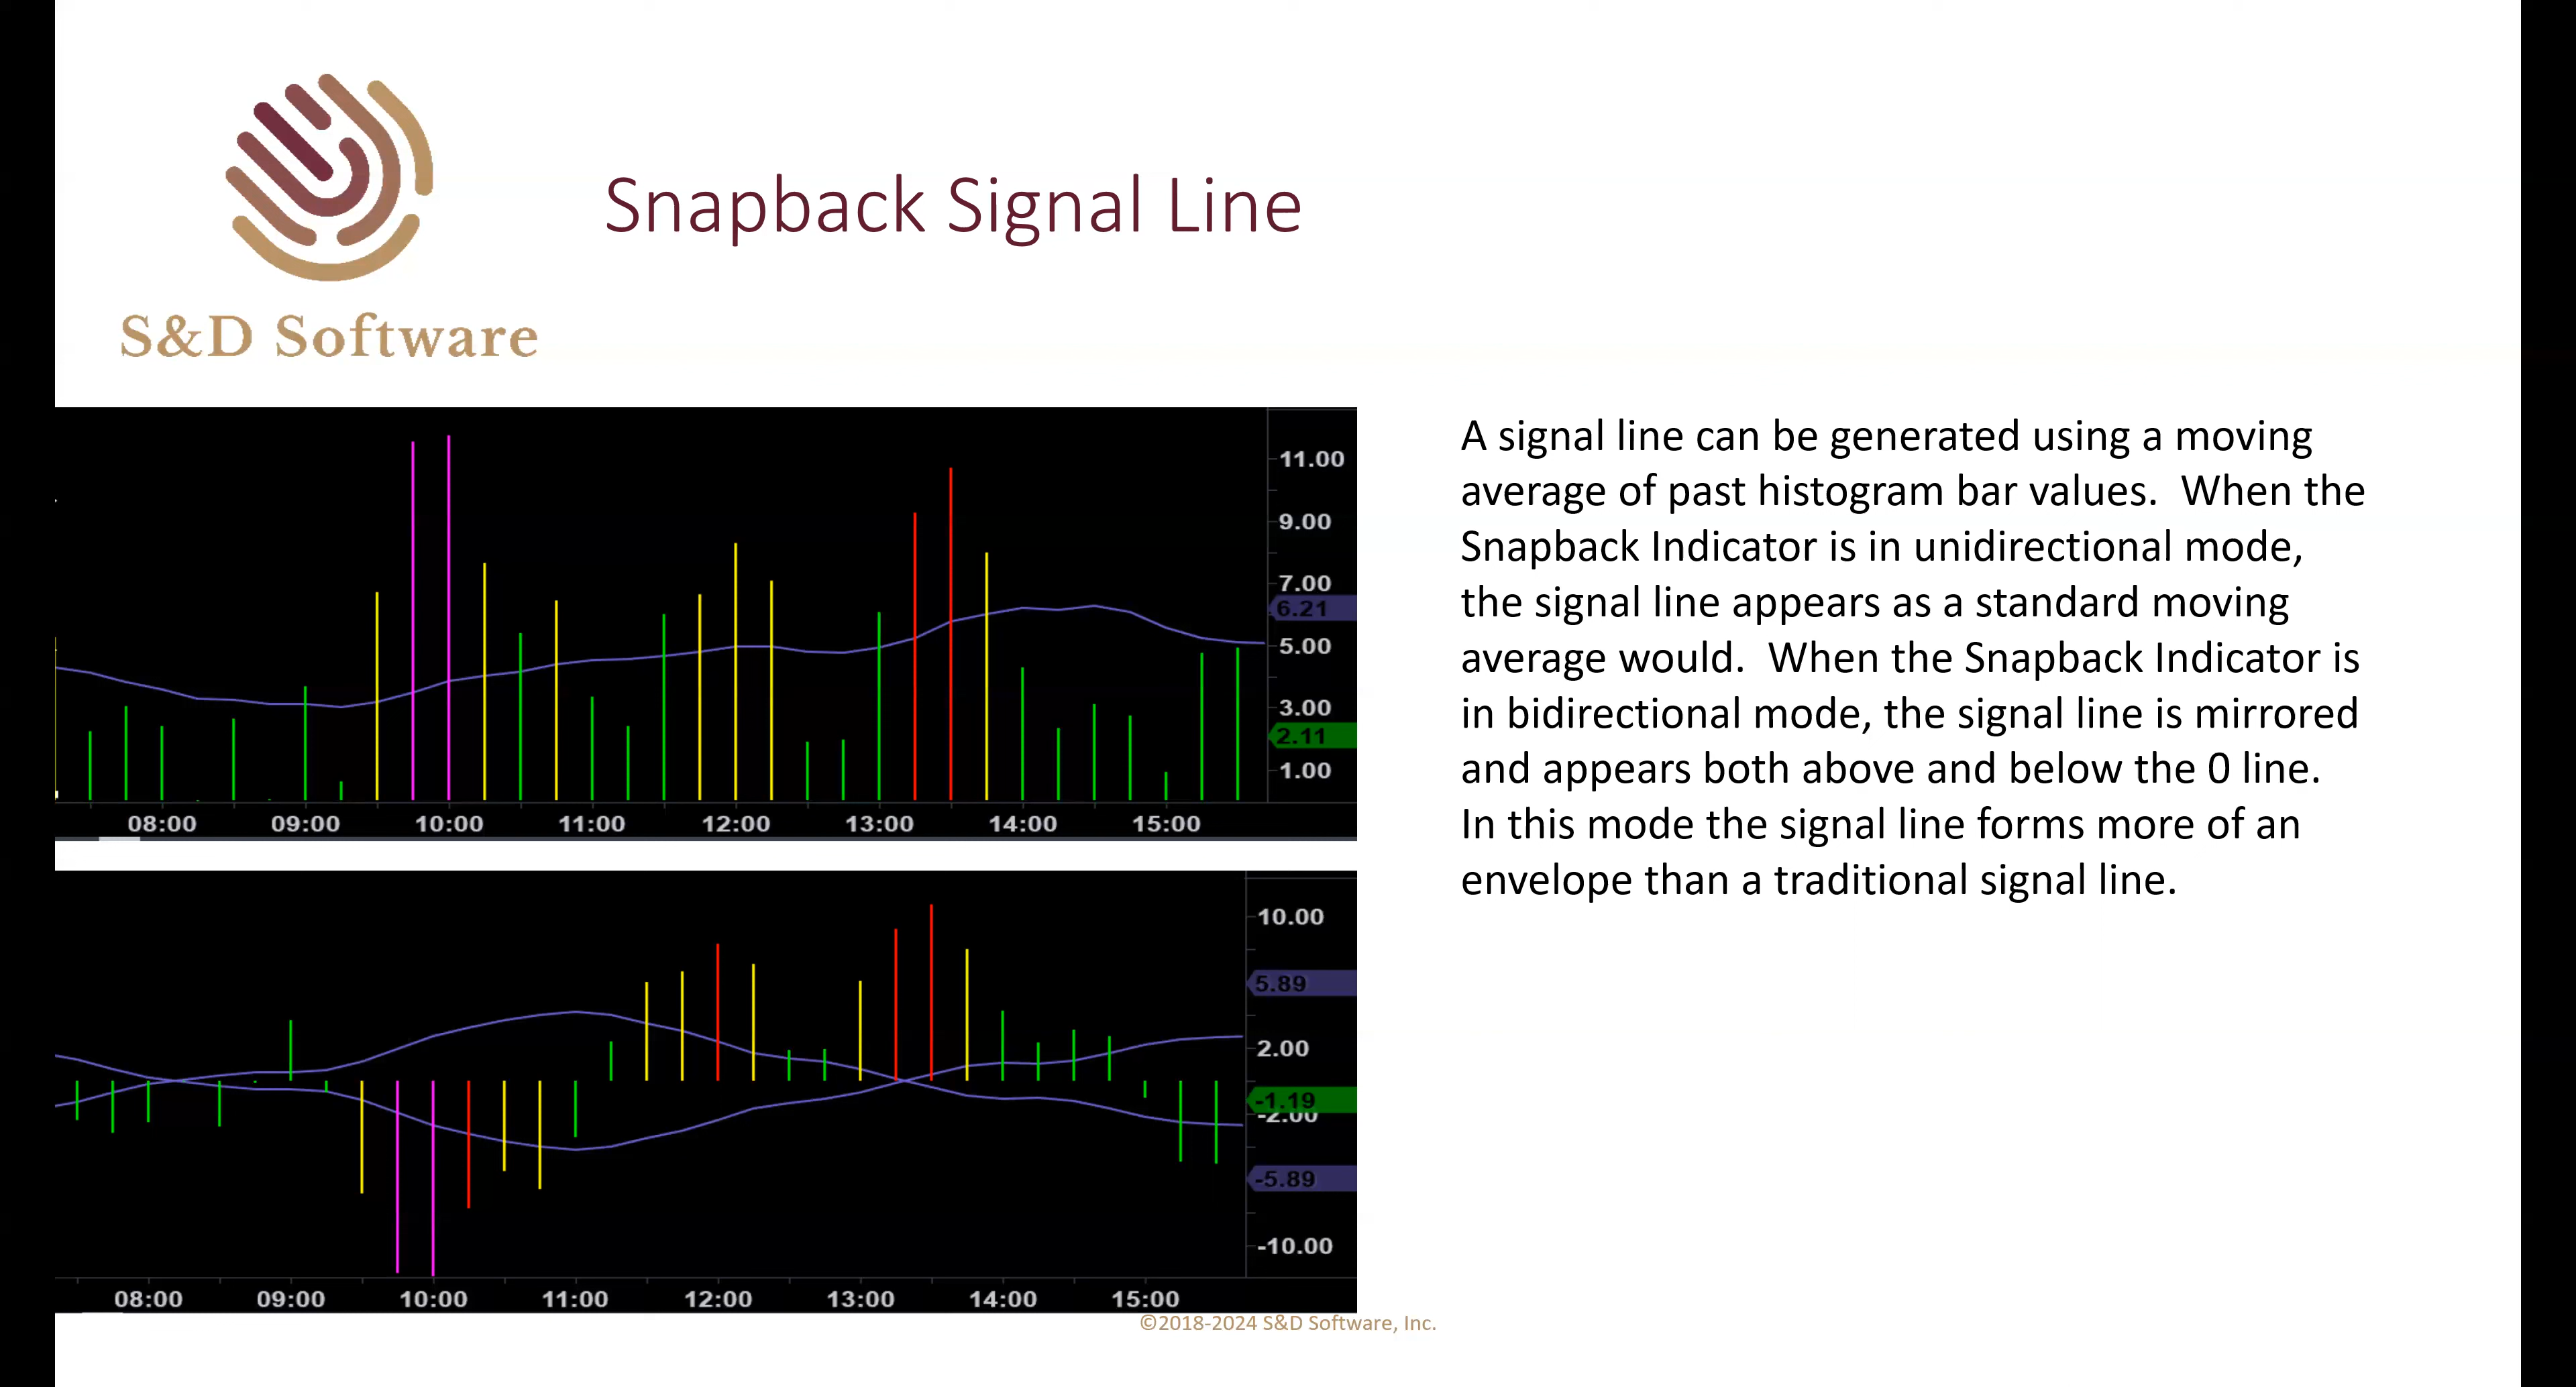 Snapback Signal Line
S&D Software
A signal line can be generated using a moving
average of past histogram bar values.  When the
Snapback Indicator is in unidirectional mode,
the signal line appears as a standard moving
average would.  When the Snapback Indicator is
in bidirectional mode, the signal line is mirrored
and appears both above and below the 0 line.
In this mode the signal line forms more of an
envelope than a traditional signal line.
11.00
9.00
7.00
6.21
5.00
3.00
2.11
1.00
08:00 09:00 10:00 11:00 12:00 13:00 14:00 15:00
10.00
5.89
2.00
-1.19
-2.00
-5.89
-10.00
08:00 09:00 10:00 11:00 12:00 13:00 14:00 15:00
©2018-2024 S&D Software, Inc.